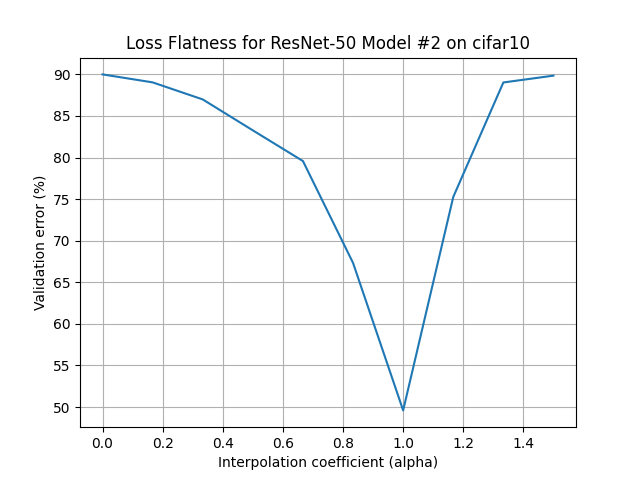 Loss Flatness for ResNet-50 Model #2 on cifar10
90
85
80
75
70
65
60
55
50
Validation error (%)
0.0 0.2 0.4 0.6 0.8 1.0 1.2 1.4
Interpolation coefficient (alpha)